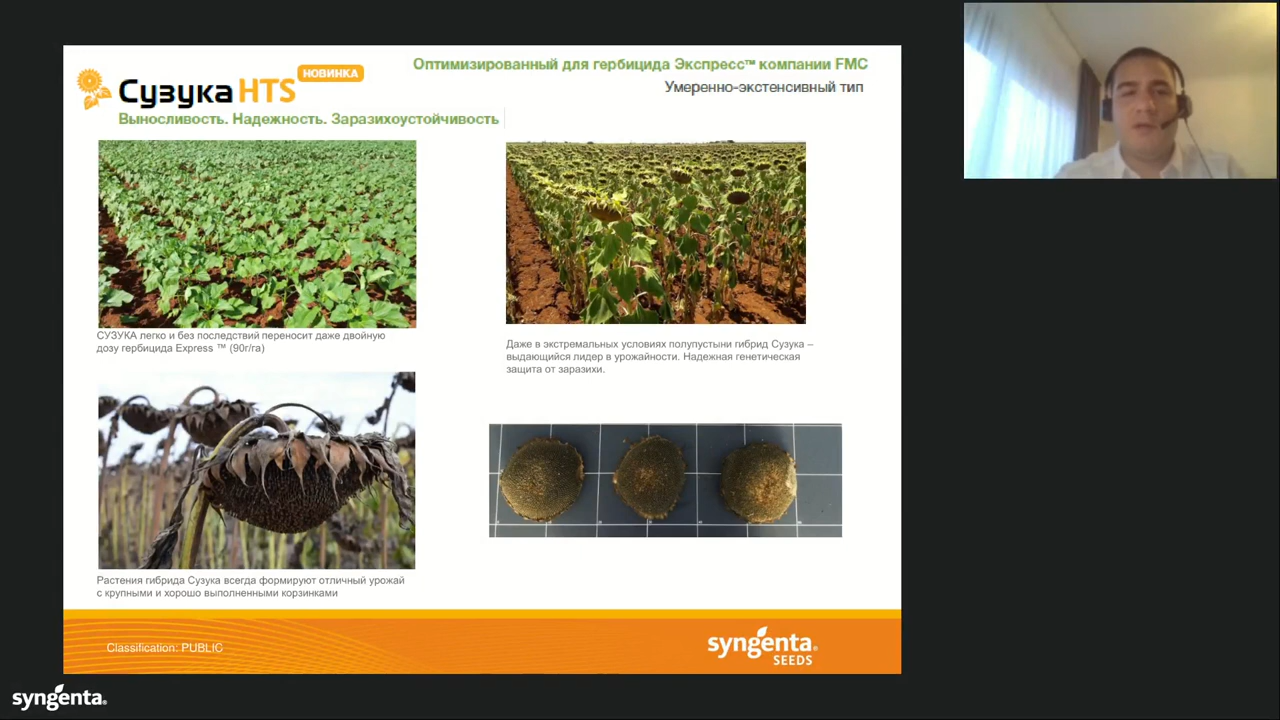 Сузука HTS НОВИНКА
Выносливость. Надежность. Заразихоустойчивость
Оптимизированный для гербицида Экспресс™ компании FMC
Умеренно-экстенсивный тип
СУЗУКА легко и без последствий переносит даже двойную
дозу гербицида Express ™ (90г/га)
Даже в экстремальных условиях полупустыни гибрид Сузука –
выдающийся лидер в урожайности. Надежная генетическая
защита от заразихи.
Растения гибрида Сузука всегда формируют отличный урожай
с крупными и хорошо выполненными корзинками
Classification: PUBLIC
syngenta®
SEEDS
syngenta®